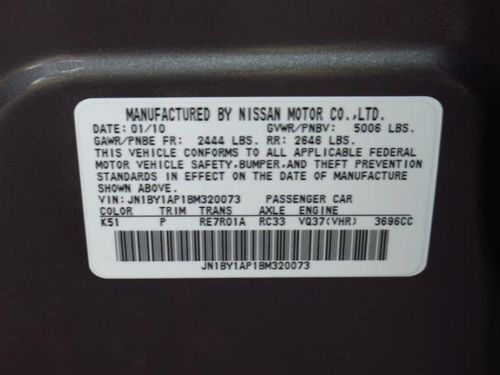 MANUFACTURED BY NISSAN MOTOR CO.,LTD.
DATE: 01/10 GVWR/PNBV: 5006 LBS.
GAWR/PNBE FR: 2444 LBS. RR: 2646 LBS.
THIS VEHICLE CONFORMS TO ALL APPLICABLE FEDERAL
MOTOR VEHICLE SAFETY,BUMPER,AND THEFT PREVENTION
STANDARDS IN EFFECT ON THE DATE OF MANUFACTURE
SHOWN ABOVE.
VIN: JN1BY1AP1BM320073 PASSENGER CAR
COLOR TRIM TRANS AXLE ENGINE
K51 P RE7R01A RC33 VQ37(VHR) 3696CC
JN1BY1AP1BM320073